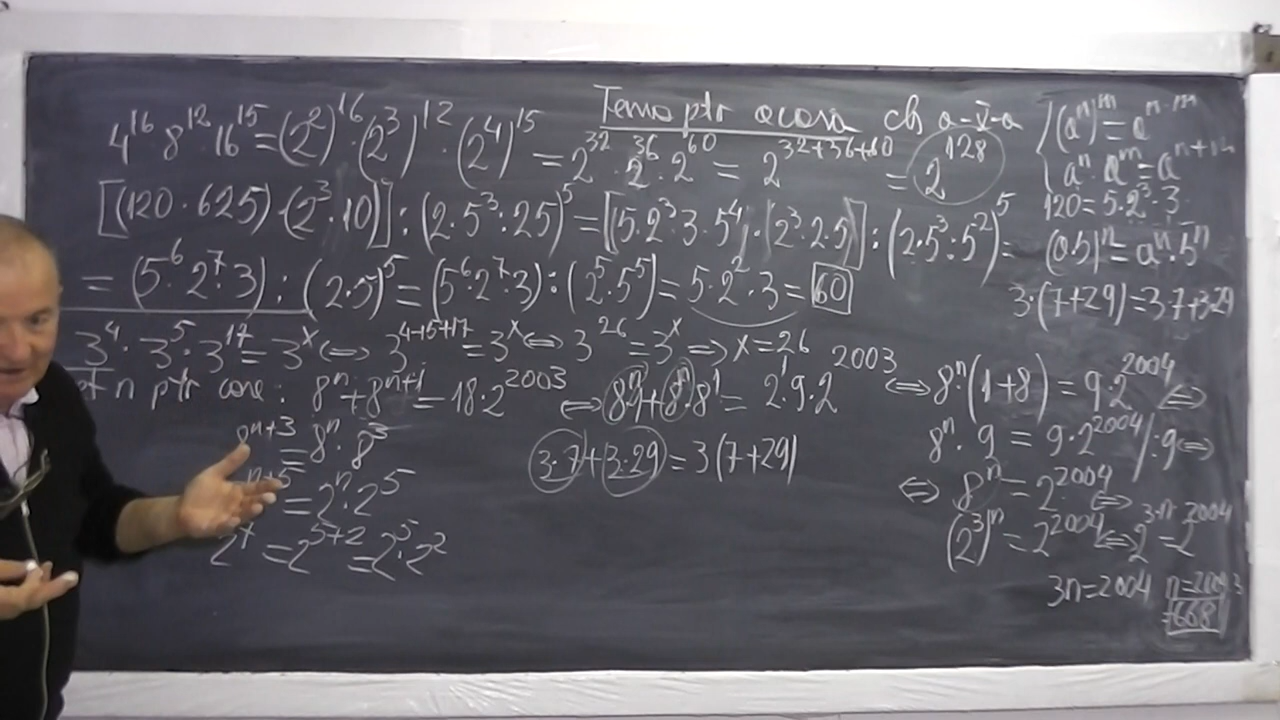 Tema ptr acasa cls a-V-a
4^16 · 8^12 · 16^15 = (2^2)^16 · (2^3)^12 · (2^4)^15 = 2^32 · 2^36 · 2^60 = 2^(32+36+60) = 2^128
[(120·625)·(2^3·10)] : (2·5^3:25)^5 = [(5·2^3·3·5^4)·(2^3·2·5)] : (2·5^3:5^2)^5 =
= (5^6·2^7·3) : (2·5)^5 = (5^6·2^7·3) : (2^5·5^5) = 5·2^2·3 = 60
3^4 · 3^5 · 3^17 = 3^x ⇔ 3^(4+5+17) = 3^x ⇔ 3^26 = 3^x ⇒ x = 26
n ptr care: 8^n + 8^(n+1) = 18·2^2003 ⇔ 8^n + 8^n·8^1 = 2^1·9·2^2003 ⇔ 8^n·(1+8) = 9·2^2004 ⇔
8^(n+3) = 8^n · 8^3
2^n · 2^5
2^7 = 2^(5+2) = 2^5 · 2^2
3·7 + 3·29 = 3(7+29)
8^n · 9 = 9·2^2004 /:9 ⇔
⇔ 8^n = 2^2004 ⇔
(2^3)^n = 2^2004 ⇔ 2^(3·n) = 2^2004
3n = 2004 n = 2004:3
= 668
(a^n)^m = a^(n·m)
a^n · a^m = a^(n+m)
120 = 5·2^3·3
(a·b)^n = a^n · b^n
3·(7+29) = 3·7+3·29